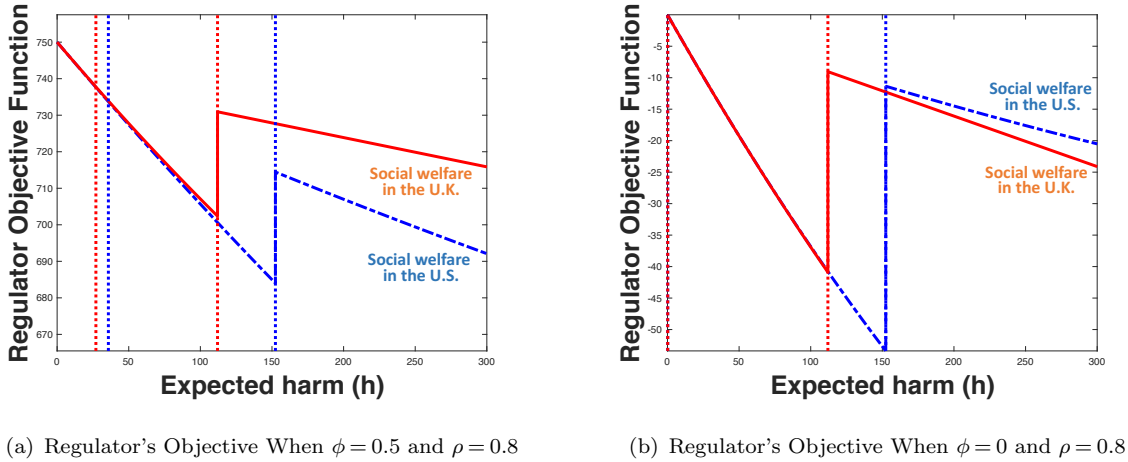 Regulator Objective Function
750
740
730
720
710
700
690
680
670
0
50
100
150
200
250
300
Expected harm (h)
Social welfare
in the U.K.
Social welfare
in the U.S.
(a) Regulator's Objective When ϕ = 0.5 and ρ = 0.8
Regulator Objective Function
-5
-10
-15
-20
-25
-30
-35
-40
-45
-50
0
50
100
150
200
250
300
Expected harm (h)
Social welfare
in the U.S.
Social welfare
in the U.K.
(b) Regulator's Objective When ϕ = 0 and ρ = 0.8